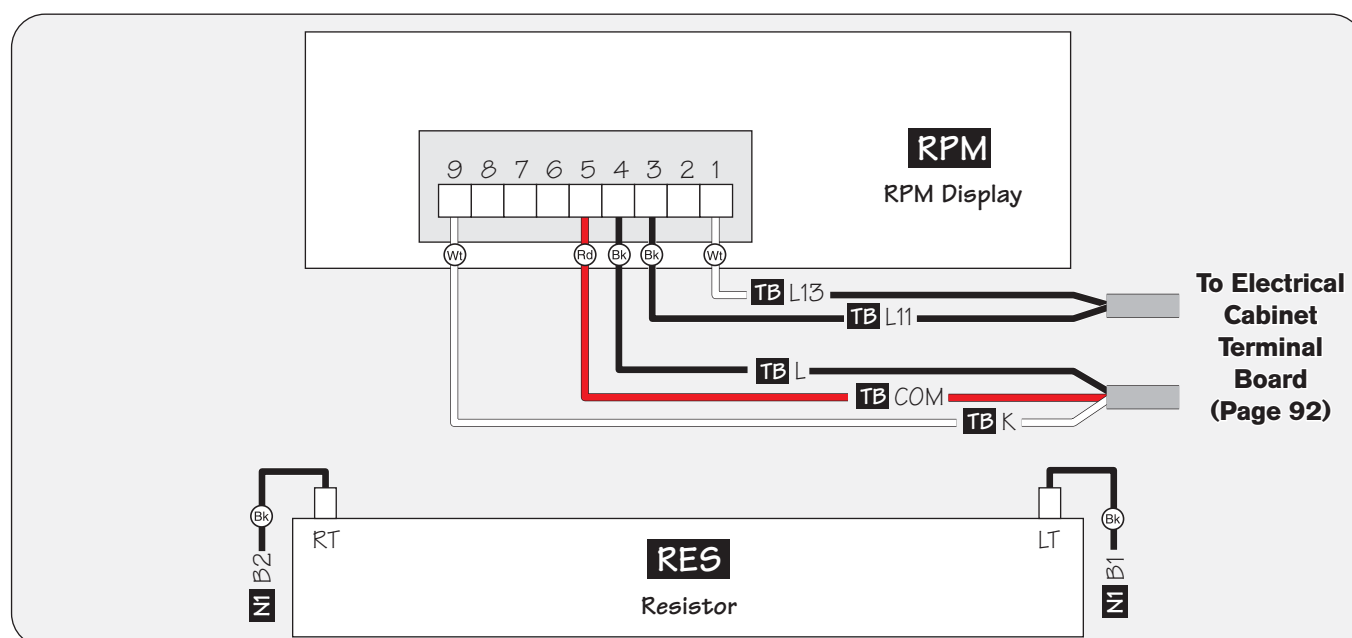 RPM
RPM Display
9 8 7 6 5 4 3 2 1
Wt Rd Bk Bk Wt
TB L13
TB L11
TB L
TB COM
TB K
To Electrical
Cabinet
Terminal
Board
(Page 92)
Bk
N1 B2
RT
RES
Resistor
LT
Bk
N1 B1